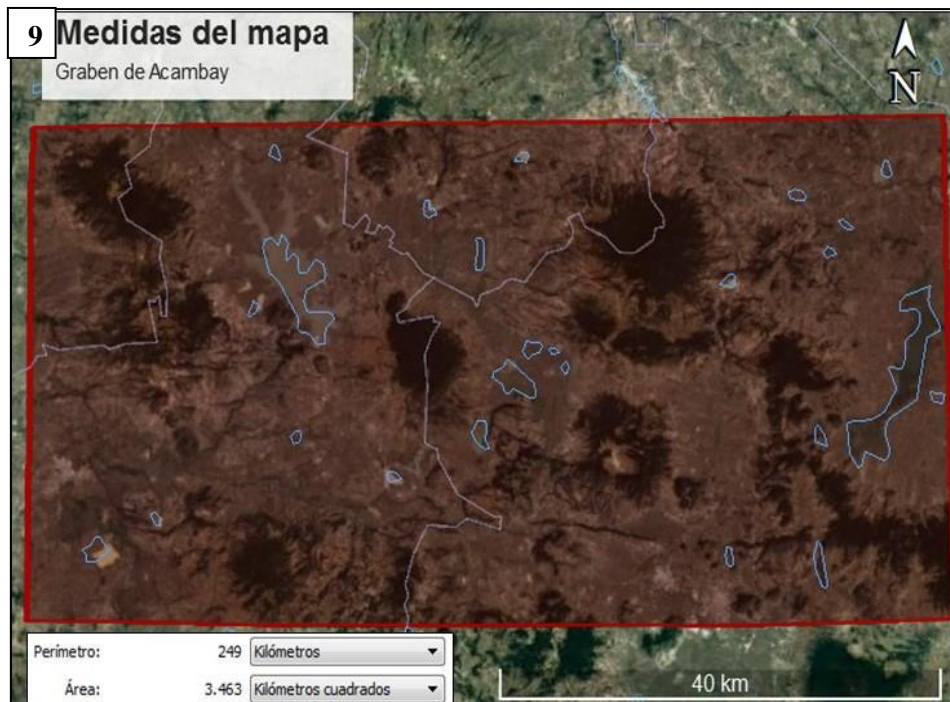 9
Medidas del mapa
Graben de Acambay
N
Perímetro: 249 Kilómetros
Área: 3.463 Kilómetros cuadrados
40 km